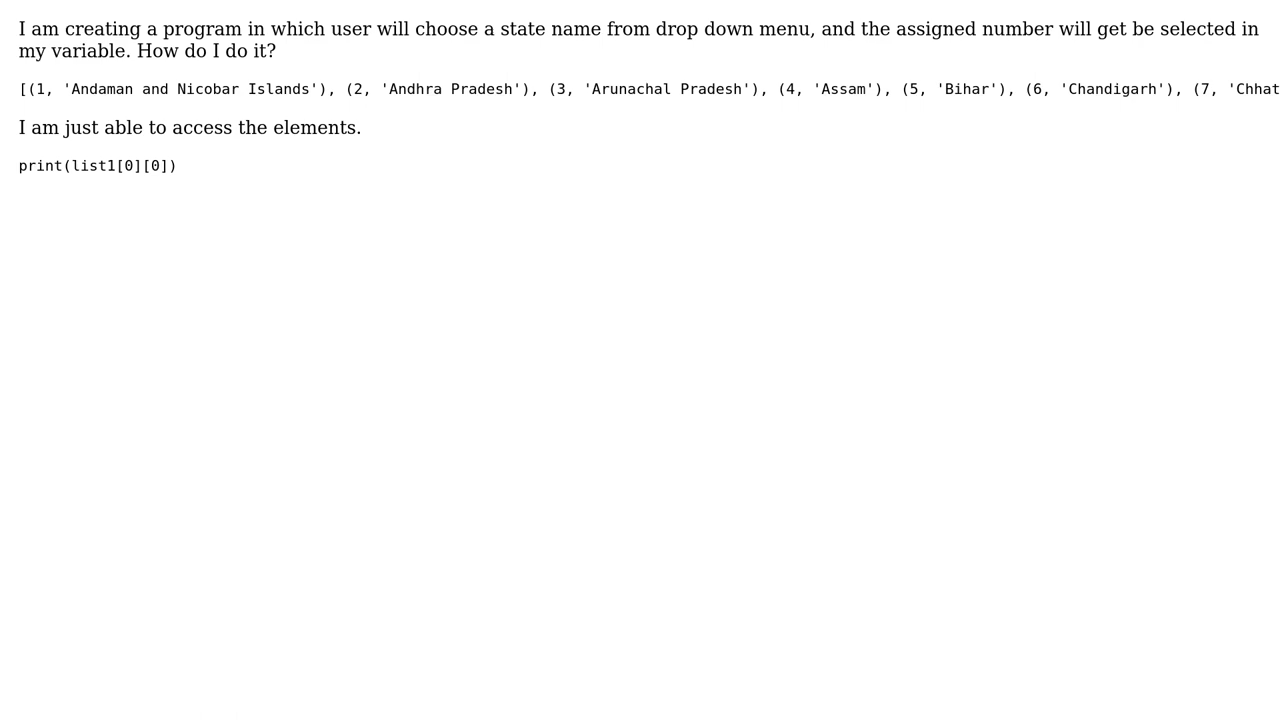 I am creating a program in which user will choose a state name from drop down menu, and the assigned number will get be selected in
my variable. How do I do it?
[(1, 'Andaman and Nicobar Islands'), (2, 'Andhra Pradesh'), (3, 'Arunachal Pradesh'), (4, 'Assam'), (5, 'Bihar'), (6, 'Chandigarh'), (7, 'Chhat
I am just able to access the elements.
print(list1[0][0])